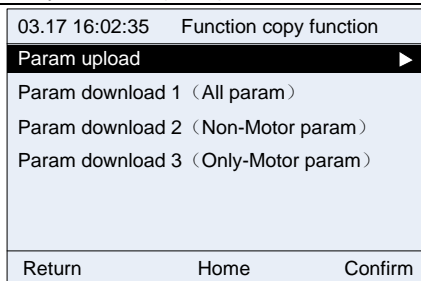 03.17 16:02:35 Function copy function
Param upload
Param download 1（All param）
Param download 2（Non-Motor param）
Param download 3（Only-Motor param）
Return Home Confirm